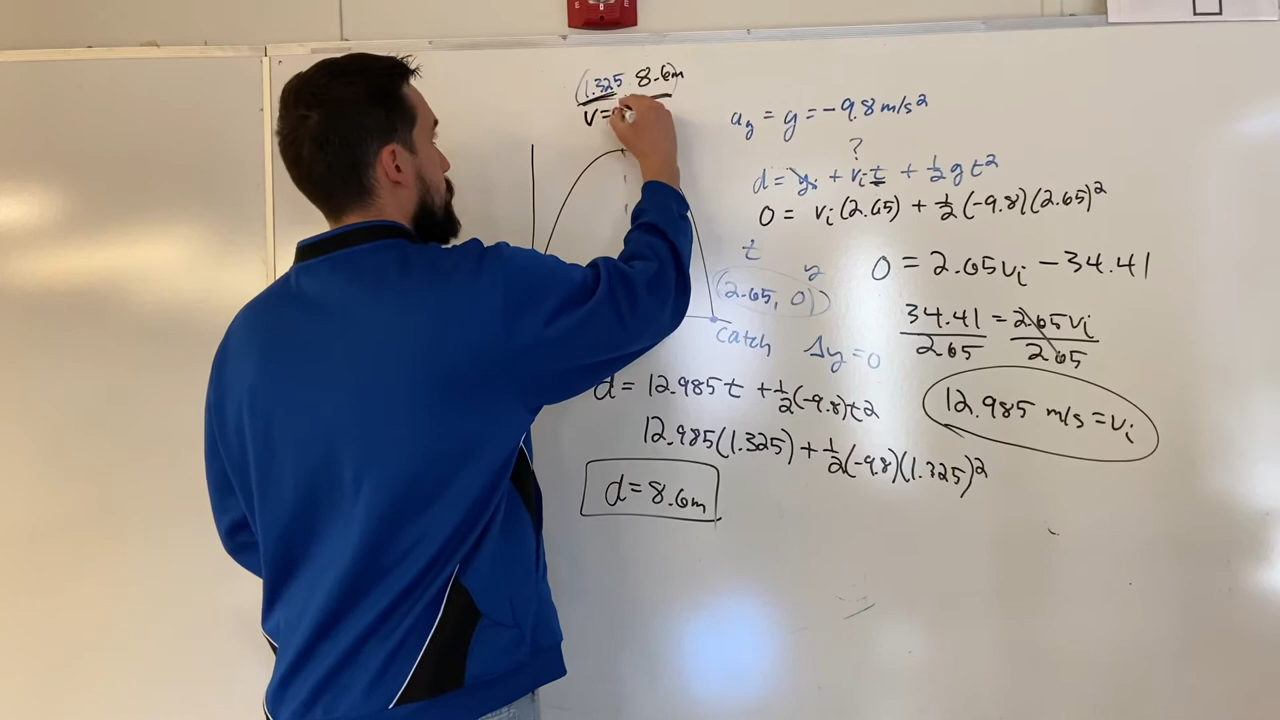 (1.325 8.6m)
v=
a_y = g = -9.8 m/s²
?
d = y_i + v_i t + ½gt²
0 = v_i(2.65) + ½(-9.8)(2.65)²
t
y
(2.65, 0)
0 = 2.65v_i - 34.41
34.41/2.65 = 2.65v_i/2.65
catch Δy=0
d = 12.985t + ½(-9.8)t²
12.985 m/s = v_i
12.985(1.325) + ½(-9.8)(1.325)²
d = 8.6m